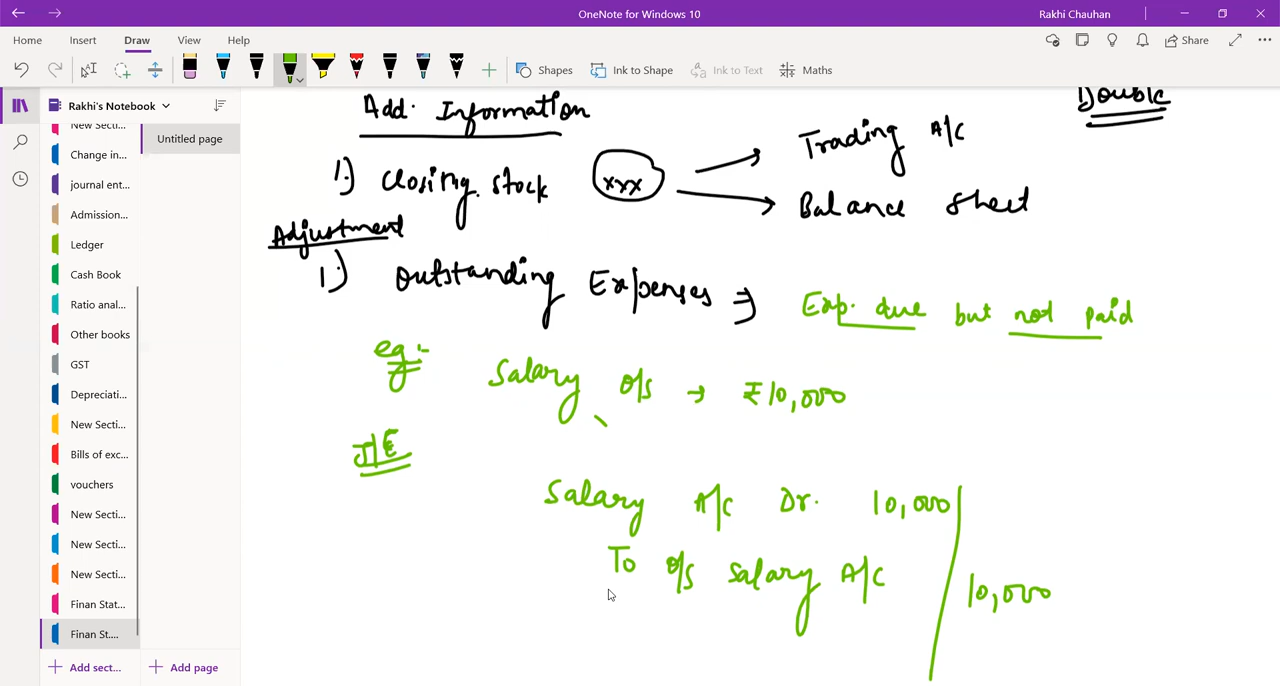 OneNote for Windows 10
Rakhi Chauhan
Home Insert Draw View Help
Share
Shapes Ink to Shape Ink to Text Maths
Rakhi's Notebook
New Secti...
Change in...
journal ent...
Admission...
Ledger
Cash Book
Ratio anal...
Other books
GST
Depreciati...
New Secti...
Bills of exc...
vouchers
New Secti...
New Secti...
New Secti...
Finan Stat...
Finan St....
Add sect...
Untitled page
Add page
Double
Add. Information
1.) Closing stock xxx
Trading A/C
Balance Sheet
Adjustment
1.) Outstanding Expenses ⇒ Exp. due but not paid
eg:-
Salary o/s → ₹10,000
J/E
Salary A/C Dr. 10,000
To o/s salary A/C 10,000